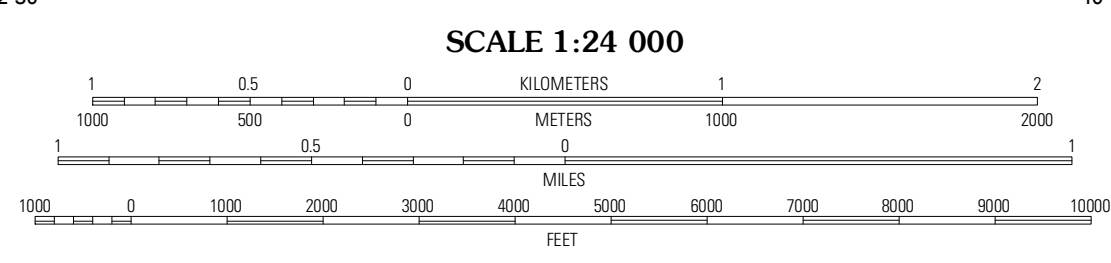 SCALE 1:24 000
1 0.5 0 KILOMETERS 1 2
1000 500 0 METERS 1000 2000
1 0.5 0 1
MILES
1000 0 1000 2000 3000 4000 5000 6000 7000 8000 9000 10000
FEET